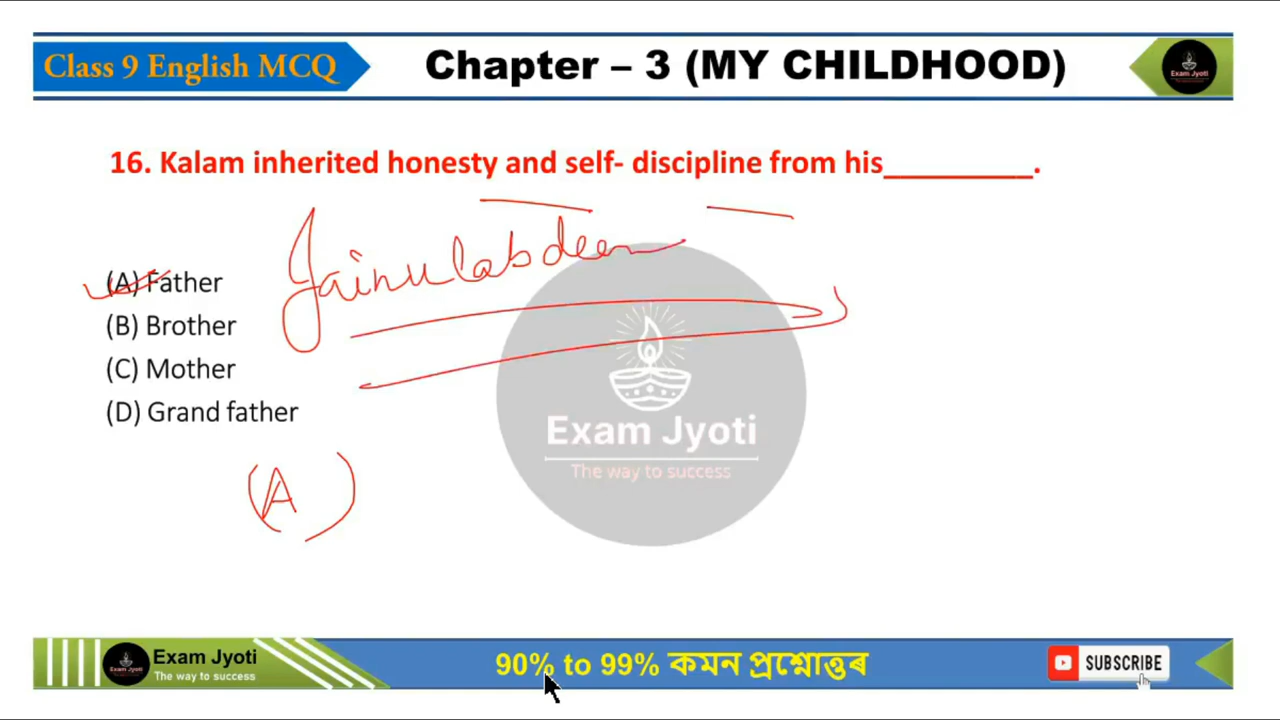 Class 9 English MCQ
Chapter – 3 (MY CHILDHOOD)
Exam Jyoti
16. Kalam inherited honesty and self- discipline from his__________.
Jainulabdeen
(A) Father
(B) Brother
(C) Mother
(D) Grand father
(A)
Exam Jyoti
The way to success
Exam Jyoti
The way to success
90% to 99% কমন প্ৰশ্নোত্তৰ
SUBSCRIBE